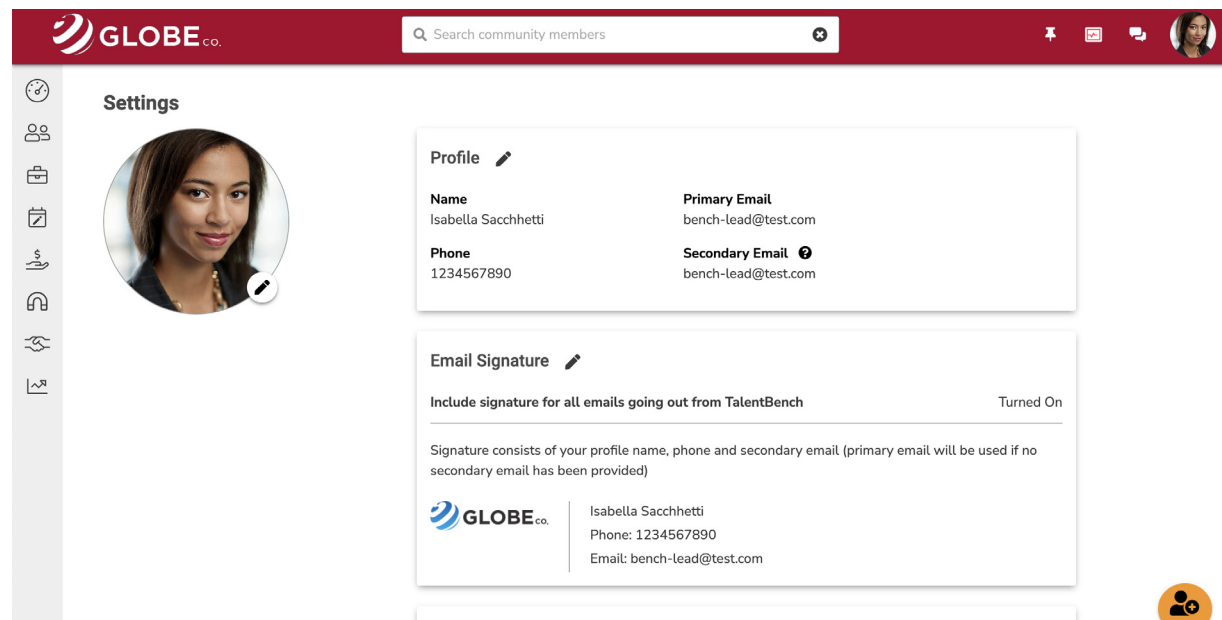 GLOBE CO.
Search community members
Settings
Profile
Name
Isabella Sacchhetti
Primary Email
bench-lead@test.com
Phone
1234567890
Secondary Email
bench-lead@test.com
Email Signature
Include signature for all emails going out from TalentBench
Turned On
Signature consists of your profile name, phone and secondary email (primary email will be used if no
secondary email has been provided)
GLOBE co.
Isabella Sacchhetti
Phone: 1234567890
Email: bench-lead@test.com